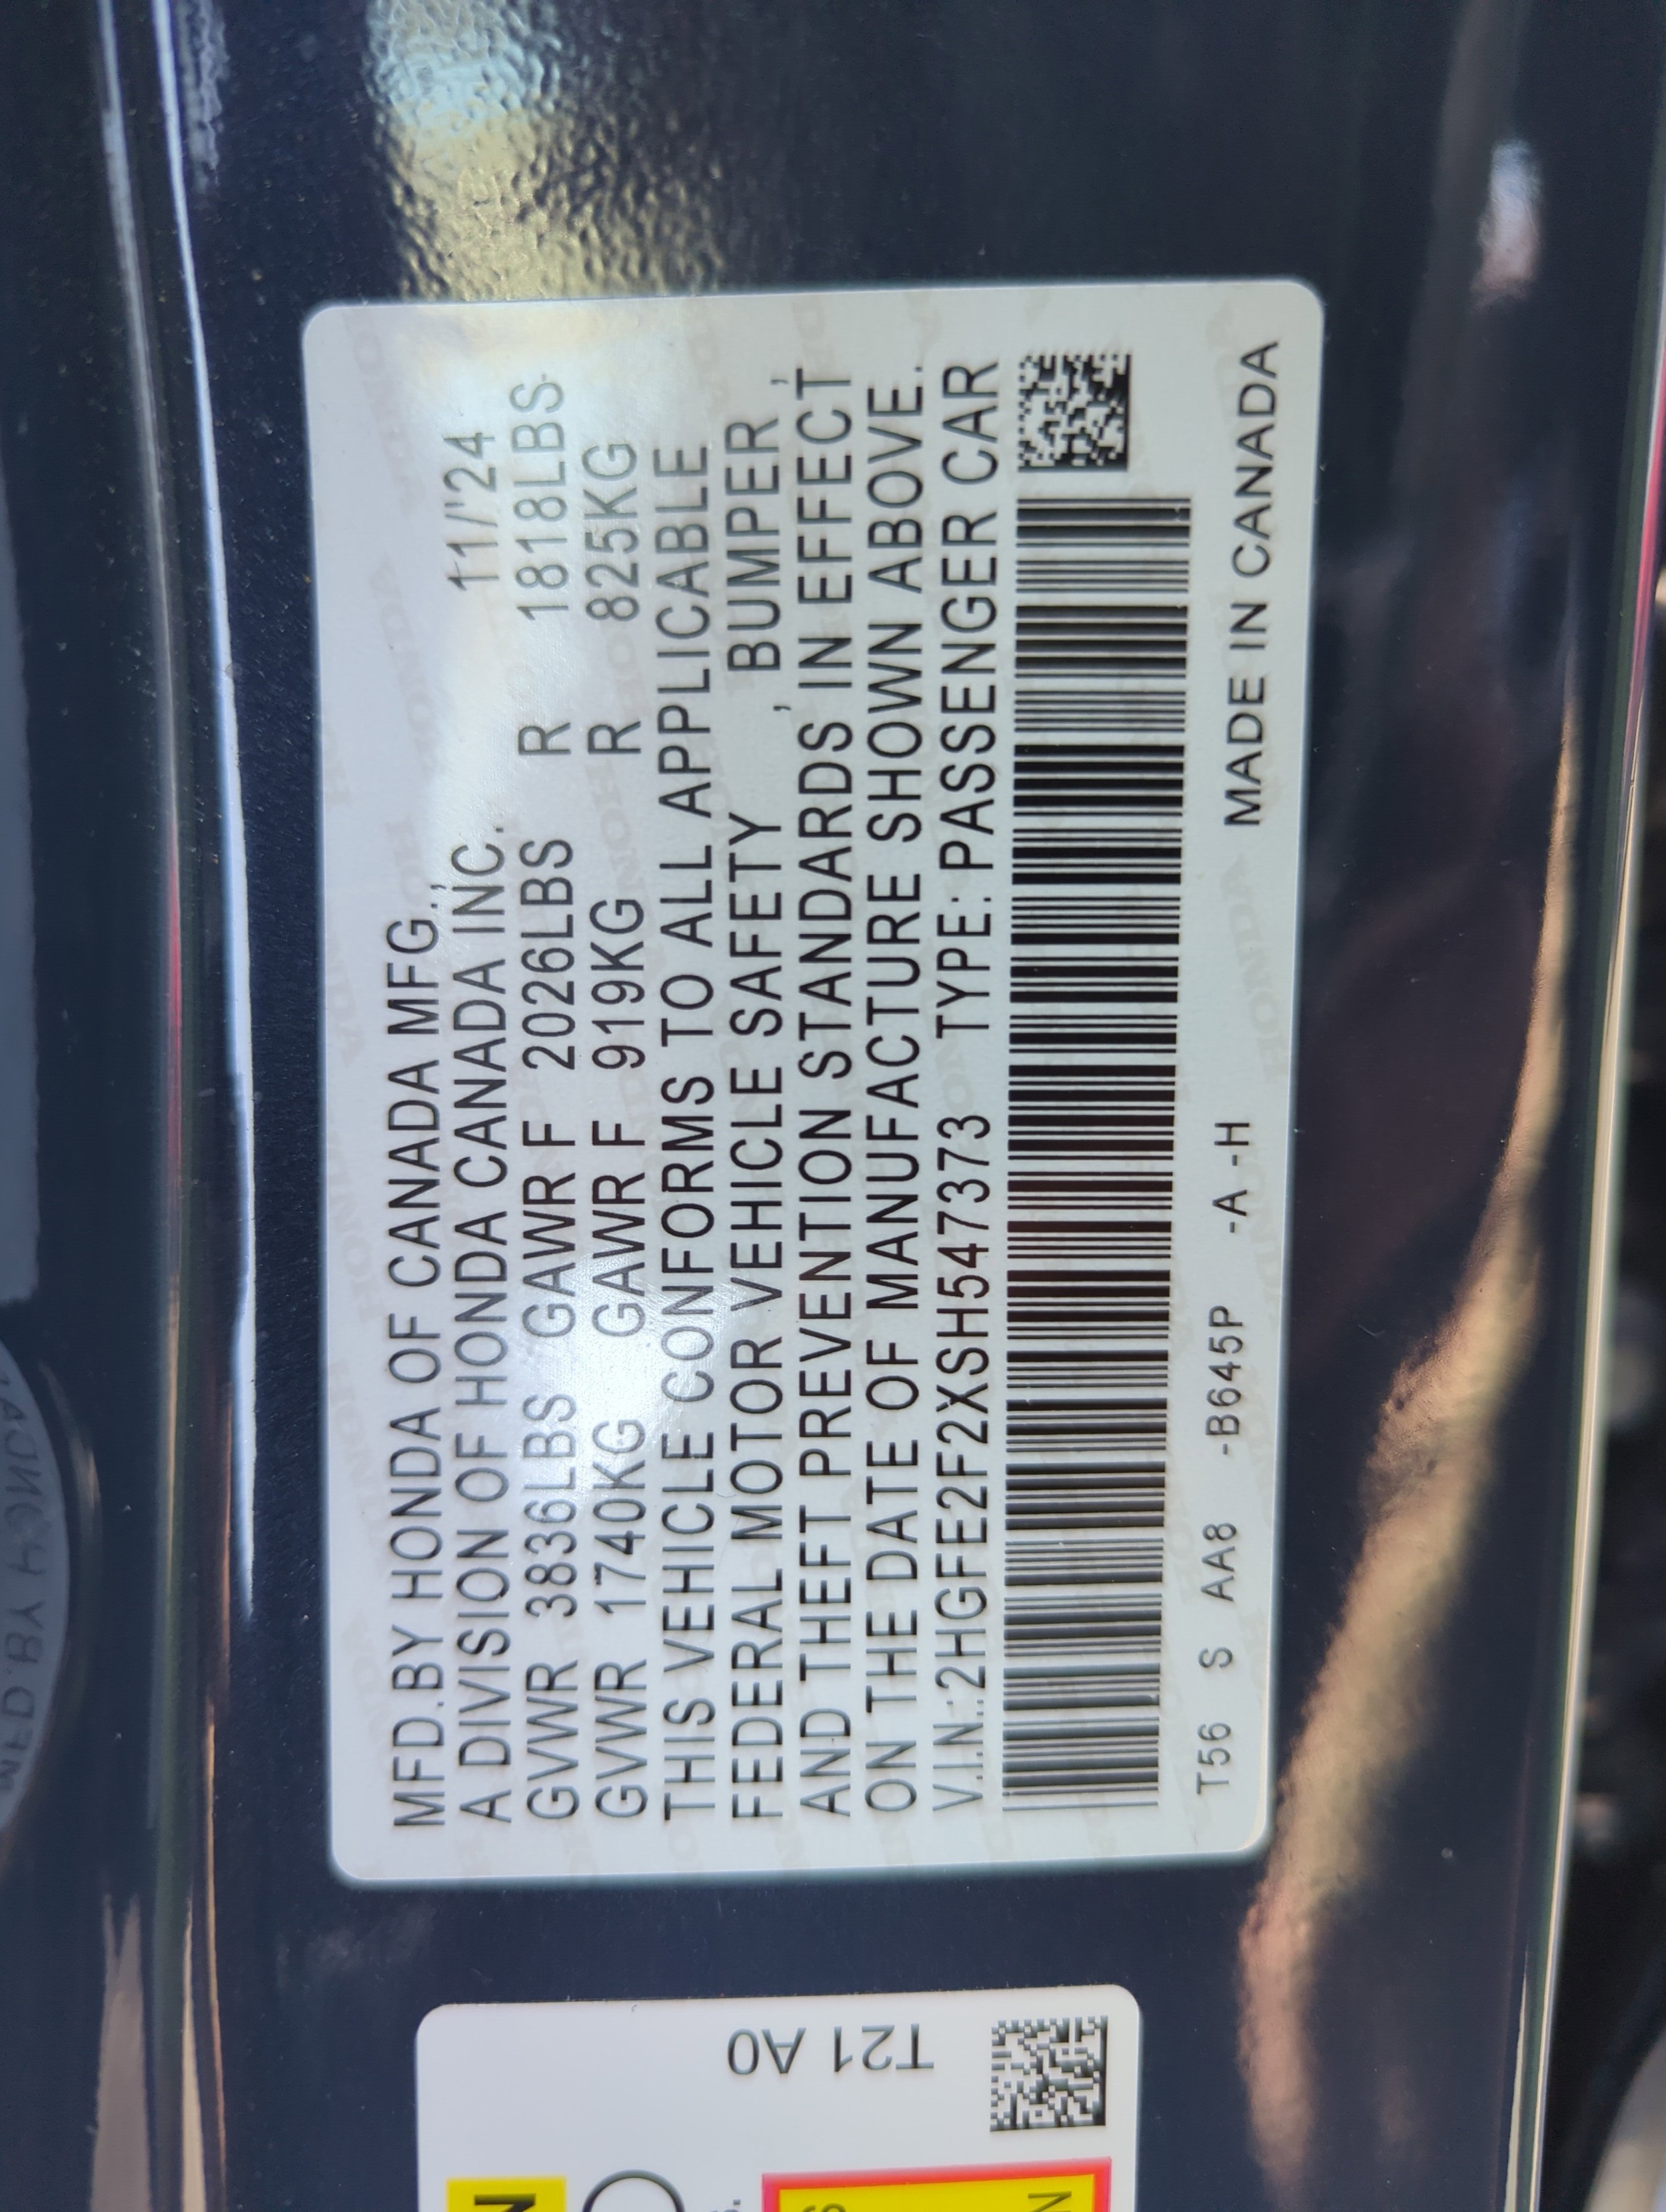 MFD.BY HONDA OF CANADA MFG.,
A DIVISION OF HONDA CANADA INC. 11/'24
GVWR 3836LBS GAWR F 2026LBS R 1818LBS
GVWR 1740KG GAWR F 919KG R 825KG
THIS VEHICLE CONFORMS TO ALL APPLICABLE
FEDERAL MOTOR VEHICLE SAFETY , BUMPER ,
AND THEFT PREVENTION STANDARDS IN EFFECT
ON THE DATE OF MANUFACTURE SHOWN ABOVE.
V.I.N.:2HGFE2F2XSH547373 TYPE: PASSENGER CAR
T56 S AA8 -B645P -A -H MADE IN CANADA
T21 A0